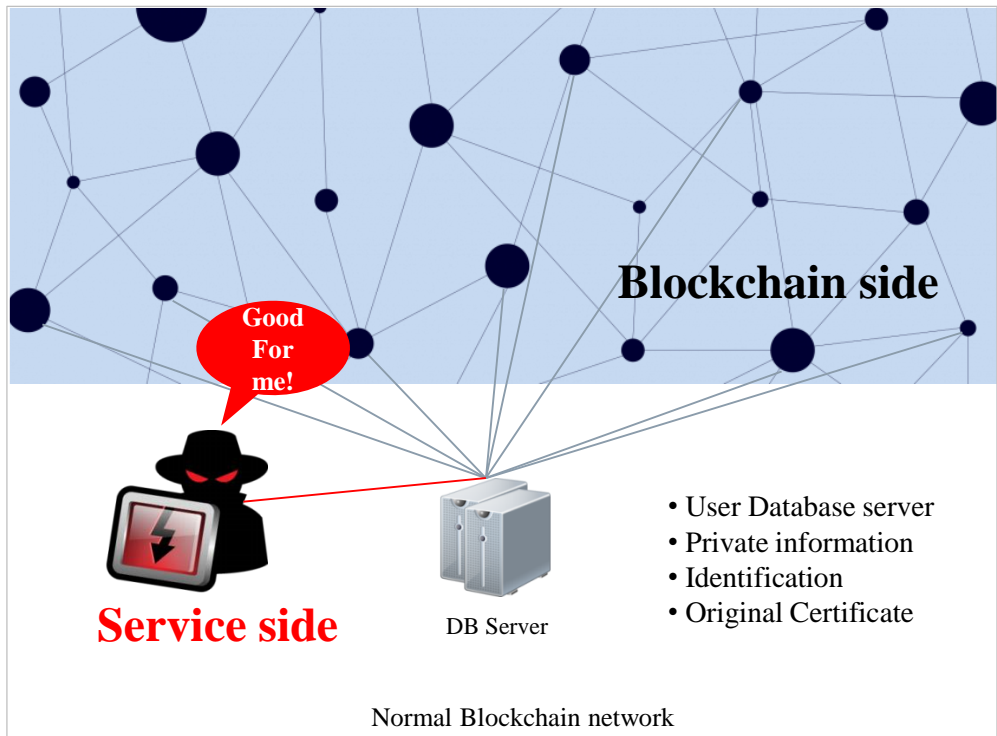 Blockchain side
Good
For
me!
• User Database server
• Private information
• Identification
• Original Certificate
Service side
DB Server
Normal Blockchain network